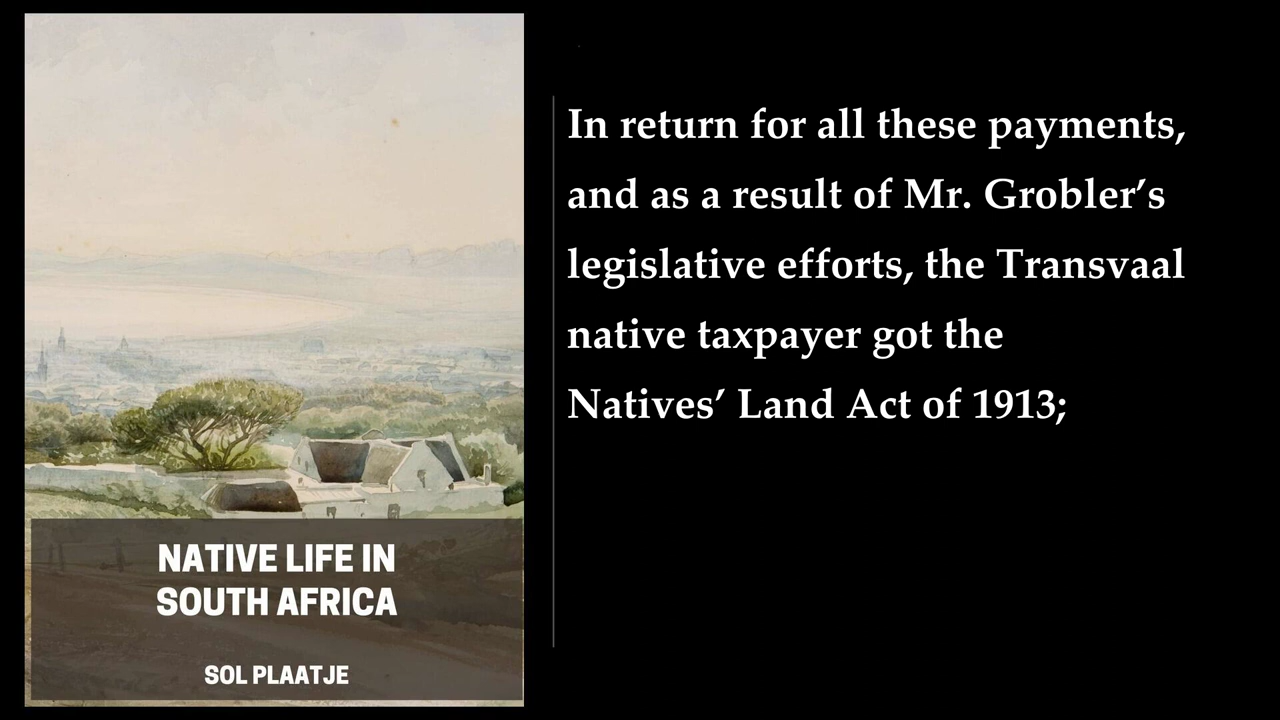 NATIVE LIFE IN
SOUTH AFRICA
SOL PLAATJE
In return for all these payments,
and as a result of Mr. Grobler’s
legislative efforts, the Transvaal
native taxpayer got the
Natives’ Land Act of 1913;